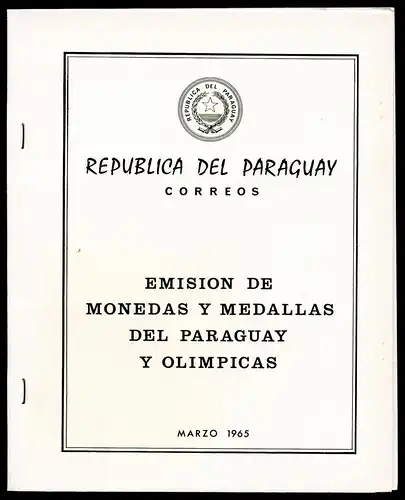 REPUBLICA DEL PARAGUAY
REPUBLICA DEL PARAGUAY
CORREOS
EMISION DE
MONEDAS Y MEDALLAS
DEL PARAGUAY
Y OLIMPICAS
MARZO 1965